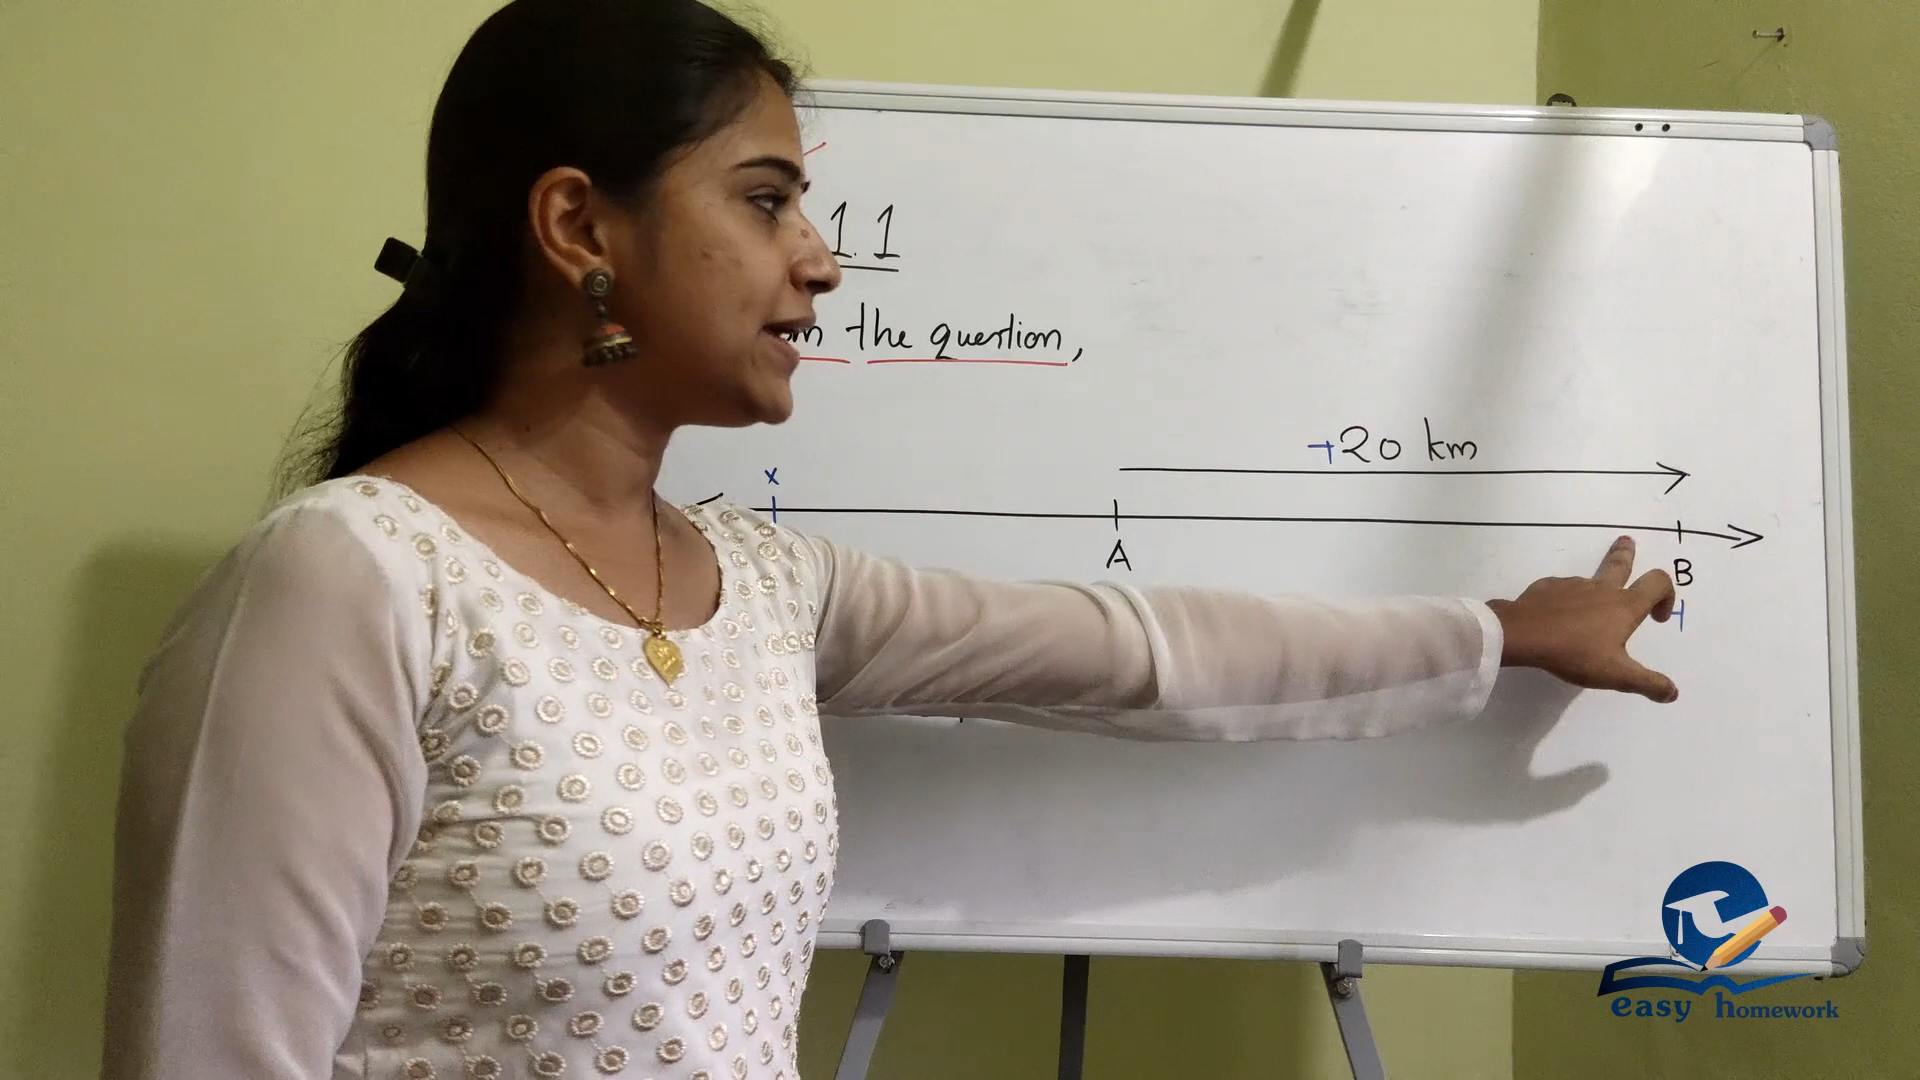 1.1
the question,
+20 km
x
A
B
easy homework